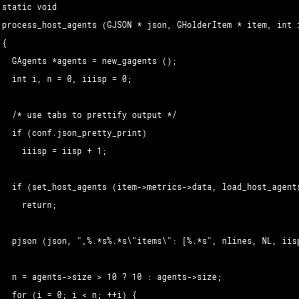 static void
process_host_agents (GJSON * json, GHolderItem * item, int
{
GAgents *agents = new_gagents ();
int i, n = 0, iiisp = 0;
/* use tabs to prettify output */
if (conf.json_pretty_print)
iiisp = iisp + 1;
if (set_host_agents (item->metrics->data, load_host_agents
return;
pjson (json, ",%.*s%.*s\"items\": [%.*s", nlines, NL, iisp
n = agents->size > 10 ? 10 : agents->size;
for (i = 0; i < n; ++i) {